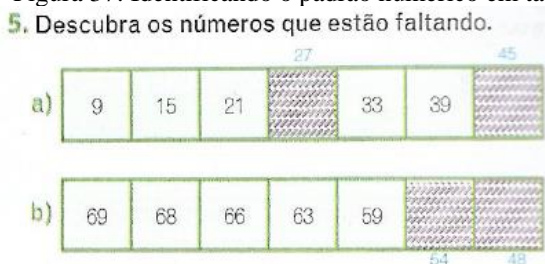 5. Descubra os números que estão faltando.
27 45
a) 9 15 21 33 39
b) 69 68 66 63 59
54 48